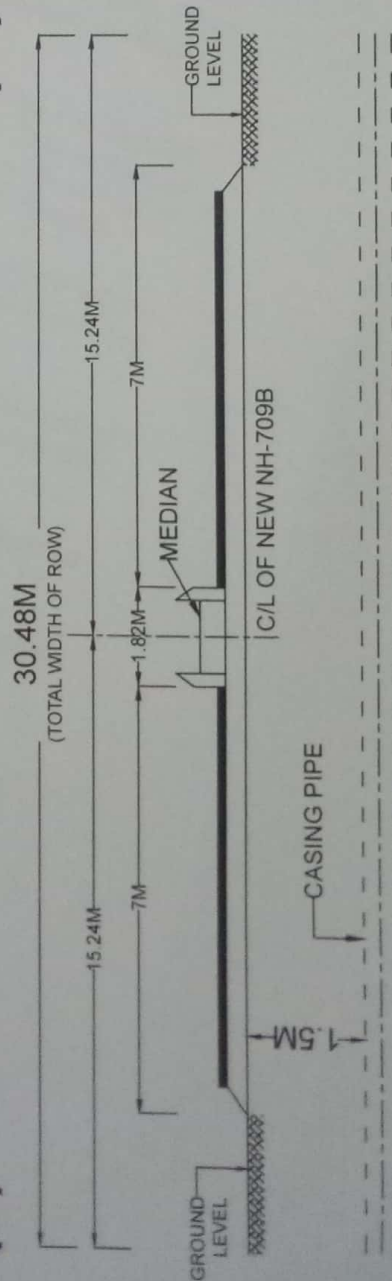 30.48M
(TOTAL WIDTH OF ROW)
15.24M
15.24M
7M
1.82M
7M
MEDIAN
GROUND
LEVEL
GROUND
LEVEL
C/L OF NEW NH-709B
1.5M
CASING PIPE